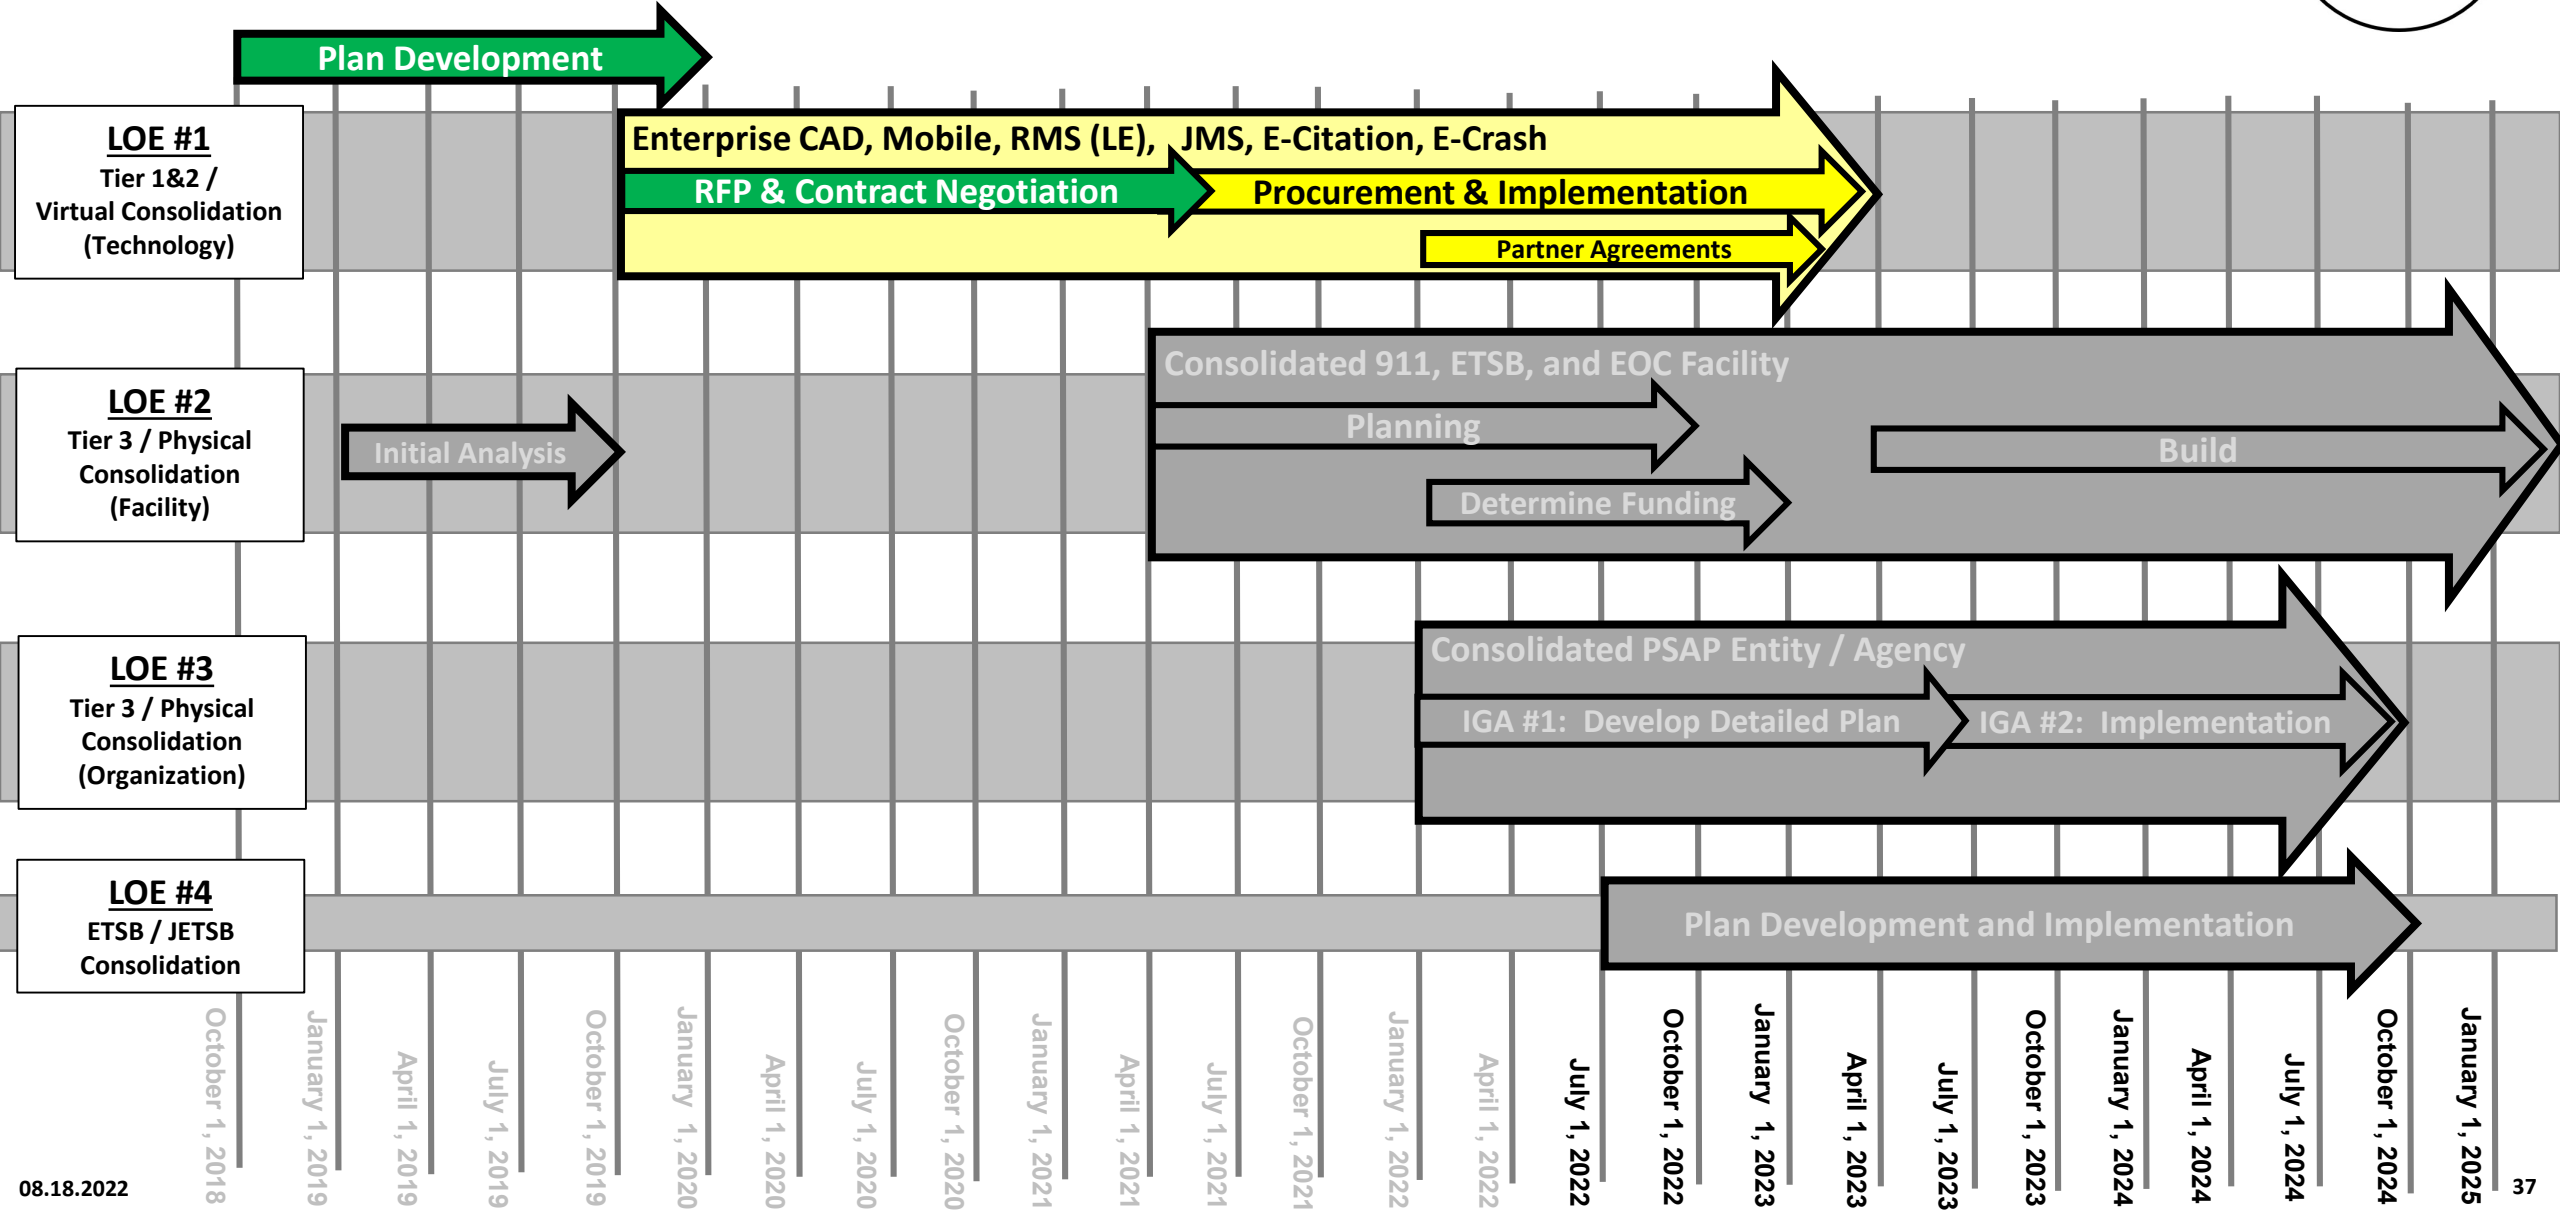 Plan Development
LOE #1
Tier 1&2 /
Virtual Consolidation
(Technology)
Enterprise CAD, Mobile, RMS (LE),   JMS, E-Citation, E-Crash
RFP & Contract Negotiation
Procurement & Implementation
Partner Agreements
LOE #2
Tier 3 / Physical
Consolidation
(Facility)
Initial Analysis
Consolidated 911, ETSB, and EOC Facility
Planning
Determine Funding
Build
LOE #3
Tier 3 / Physical
Consolidation
(Organization)
Consolidated PSAP Entity / Agency
IGA #1:  Develop Detailed Plan
IGA #2:  Implementation
LOE #4
ETSB / JETSB
Consolidation
Plan Development and Implementation
October 1, 2018
January 1, 2019
April 1, 2019
July 1, 2019
October 1, 2019
January  1, 2020
April 1, 2020
July 1, 2020
October 1, 2020
January 1, 2021
April 1, 2021
July 1, 2021
October 1, 2021
January 1, 2022
April 1, 2022
July 1, 2022
October 1, 2022
January  1, 2023
April 1, 2023
July 1, 2023
October 1, 2023
January 1, 2024
April 1, 2024
July 1, 2024
October 1, 2024
January 1, 2025
08.18.2022
37